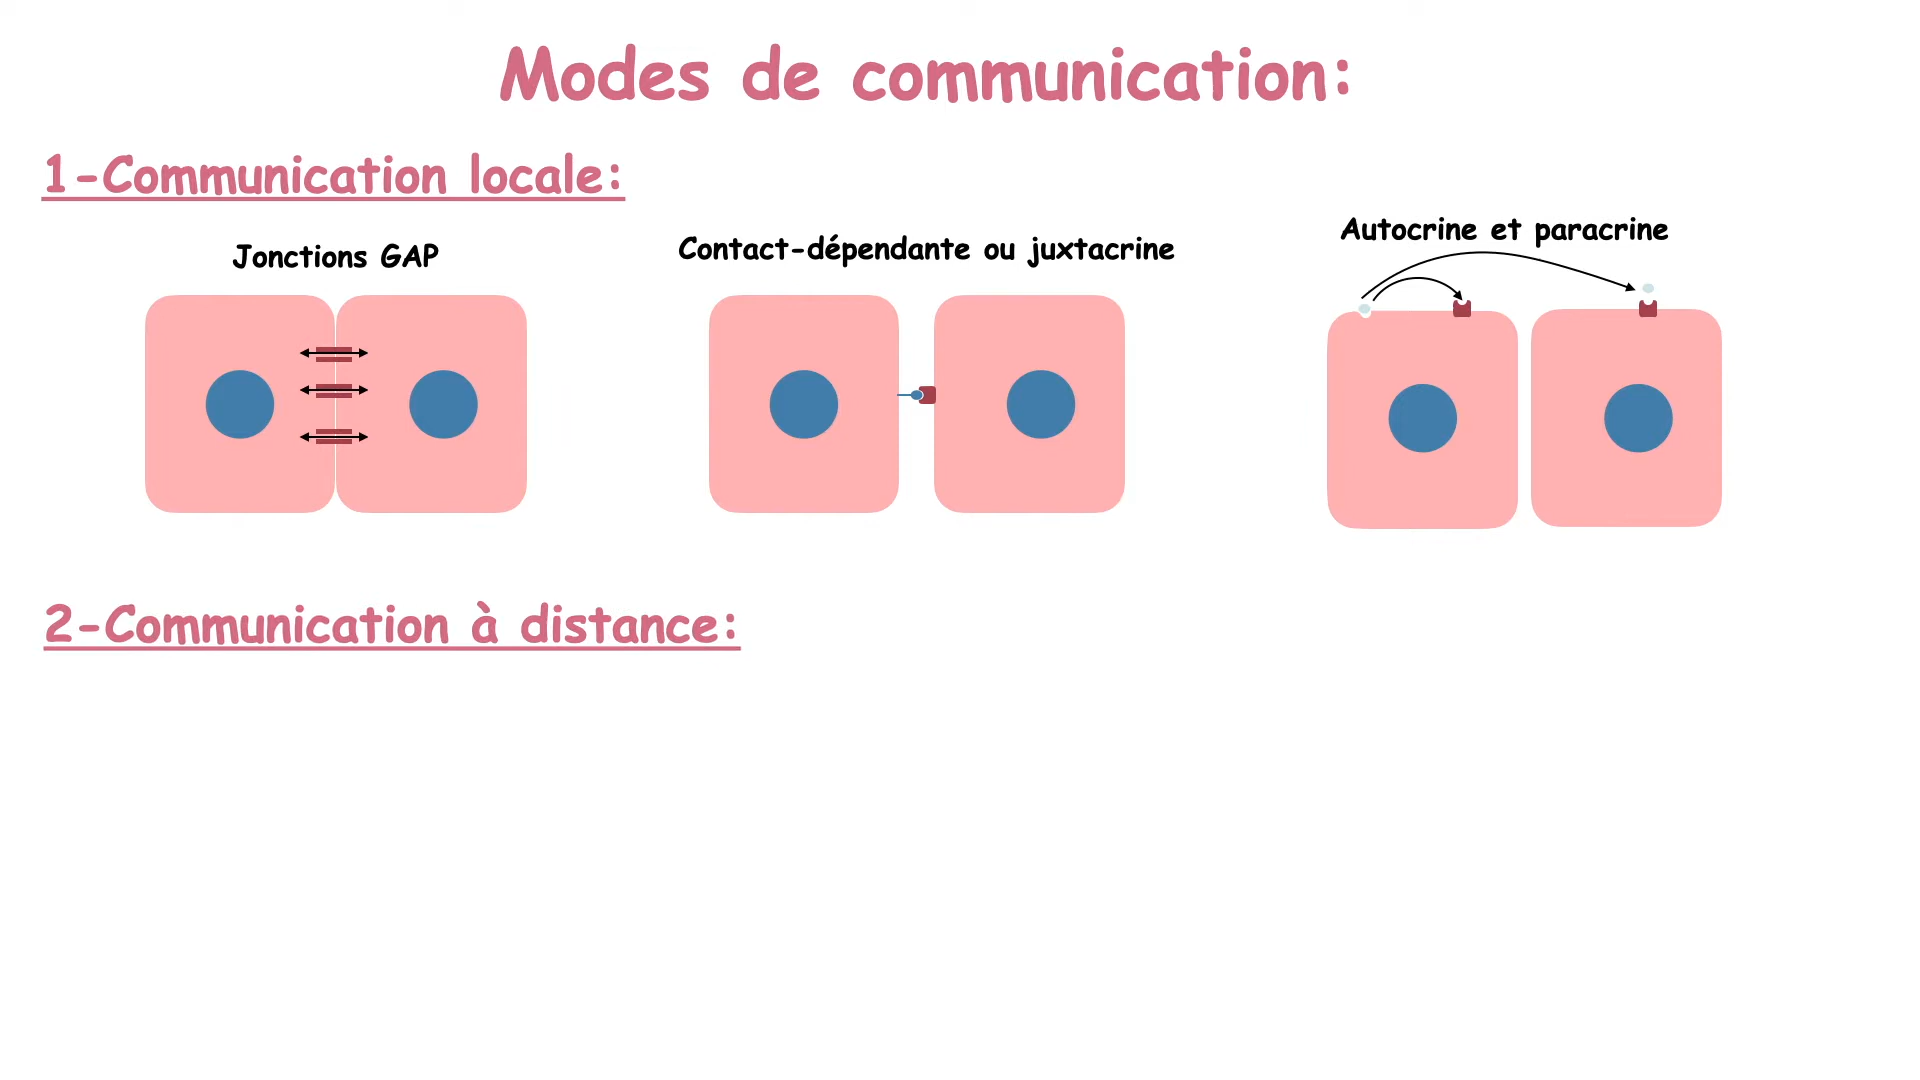 Modes de communication:
1-Communication locale:
Jonctions GAP
Contact-dépendante ou juxtacrine
Autocrine et paracrine
2-Communication à distance: